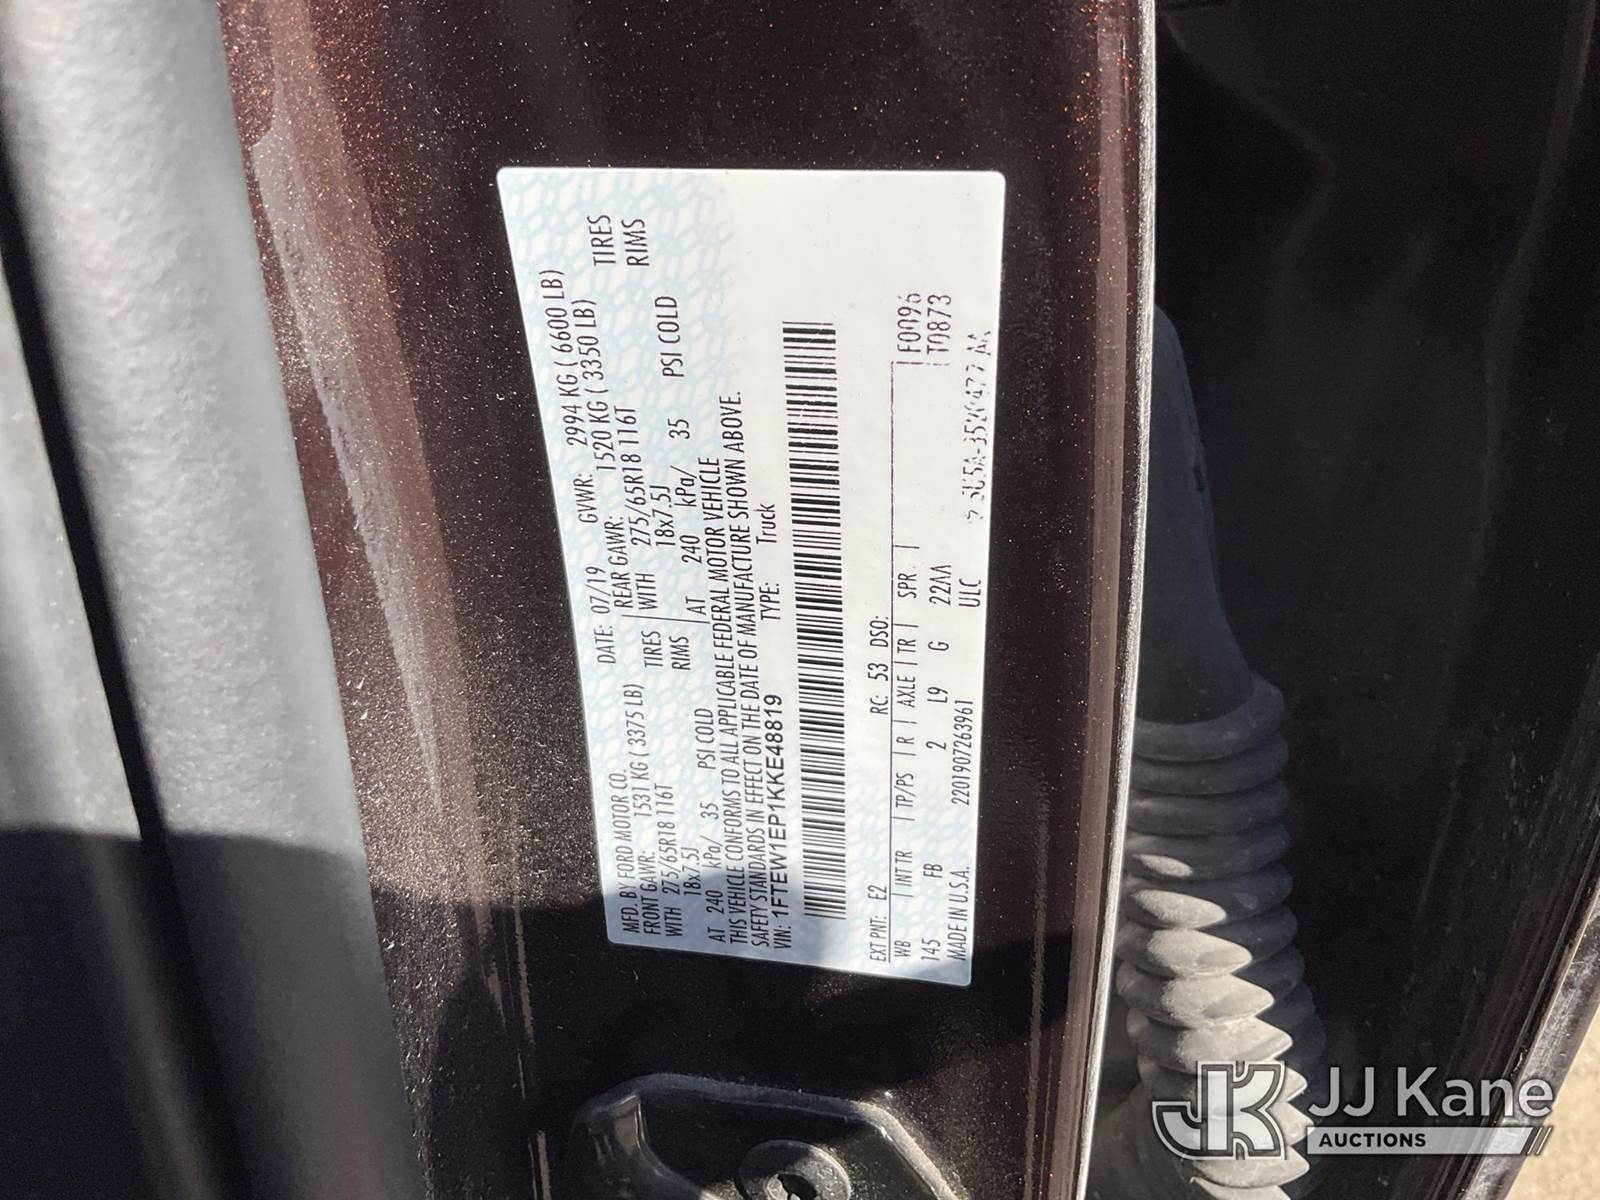 MFD. BY FORD MOTOR CO.
DATE: 07/19 GVWR: 2994 KG ( 6600 LB)
FRONT GAWR: 1531 KG ( 3375 LB) REAR GAWR: 1520 KG ( 3350 LB)
WITH 275/65R18 116T TIRES WITH 275/65R18 116T TIRES
18x7.5J RIMS 18x7.5J RIMS
AT 240 kPa/ 35 PSI COLD AT 240 kPa/ 35 PSI COLD
THIS VEHICLE CONFORMS TO ALL APPLICABLE FEDERAL MOTOR VEHICLE
SAFETY STANDARDS IN EFFECT ON THE DATE OF MANUFACTURE SHOWN ABOVE.
VIN: 1FTEW1EP1KKE48819 TYPE: Truck
EXT PNT: E2 RC: 53 DSO:
WB INT TR TP/PS R AXLE TR SPR F0096
145 FB 2 L9 G 22AA T0873
MADE IN U.S.A. 2201907263961 ULC
JK JJ Kane
AUCTIONS